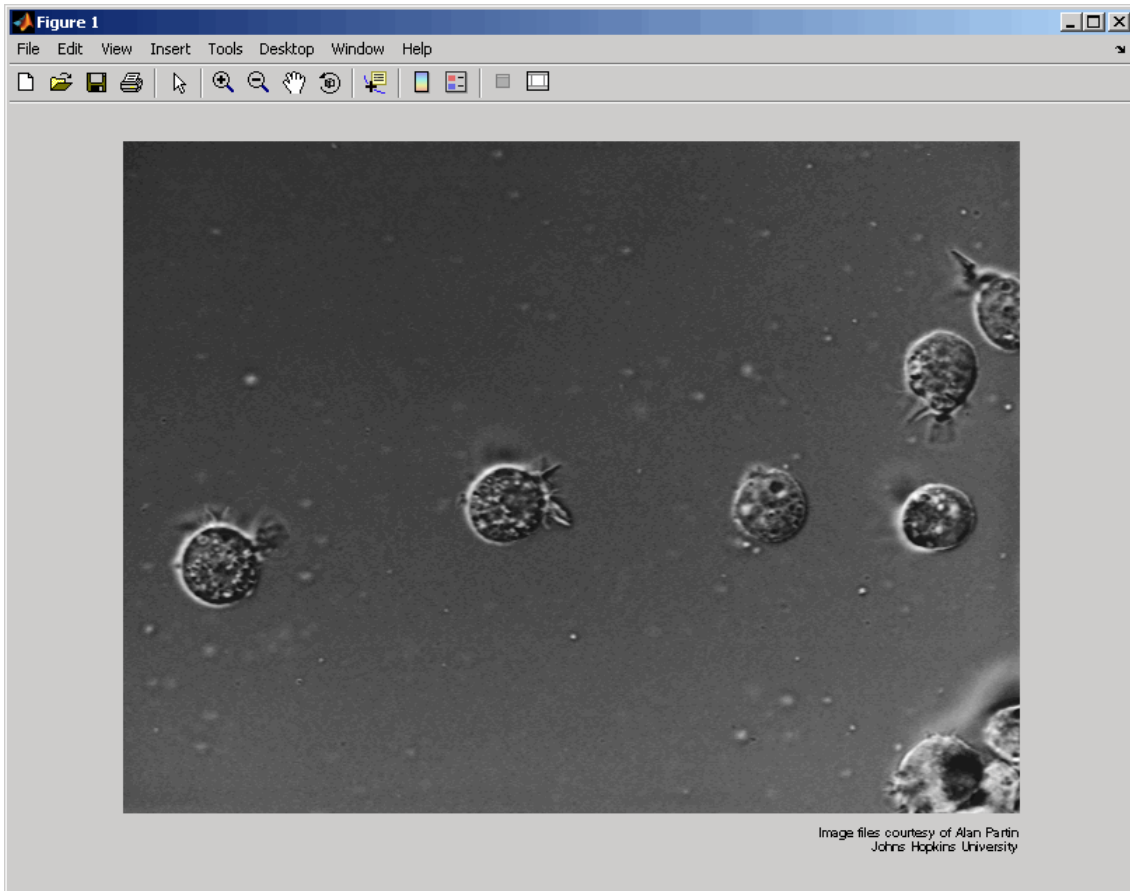 Figure 1
File Edit View Insert Tools Desktop Window Help
Image files courtesy of Alan Partin
Johns Hopkins University